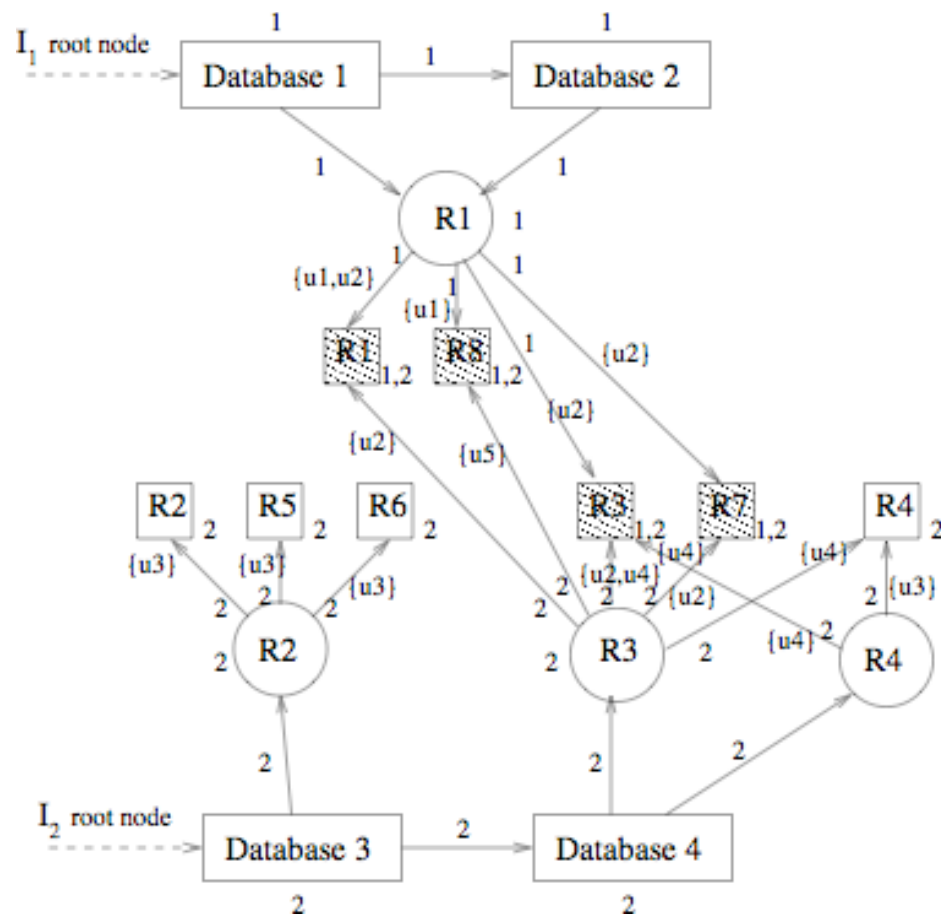 1 1
I1 root node
Database 1 1 Database 2
1 1
R1 1
1 1
{u1,u2} 1 {u1}
R1 R8 1 {u2}
1,2 1,2
{u2} {u5} {u2}
R2 R5 R6 R3 R7 R4
2 2 2 1,2 1,2 2
{u3} {u3} {u3} {u2,u4} {u4} {u4}
2 2 2 2 2 2 2 {u2} 2 {u3}
2 R2 2 R3 2 {u4} 2 R4
2 2 2
I2 root node
Database 3 2 Database 4
2 2